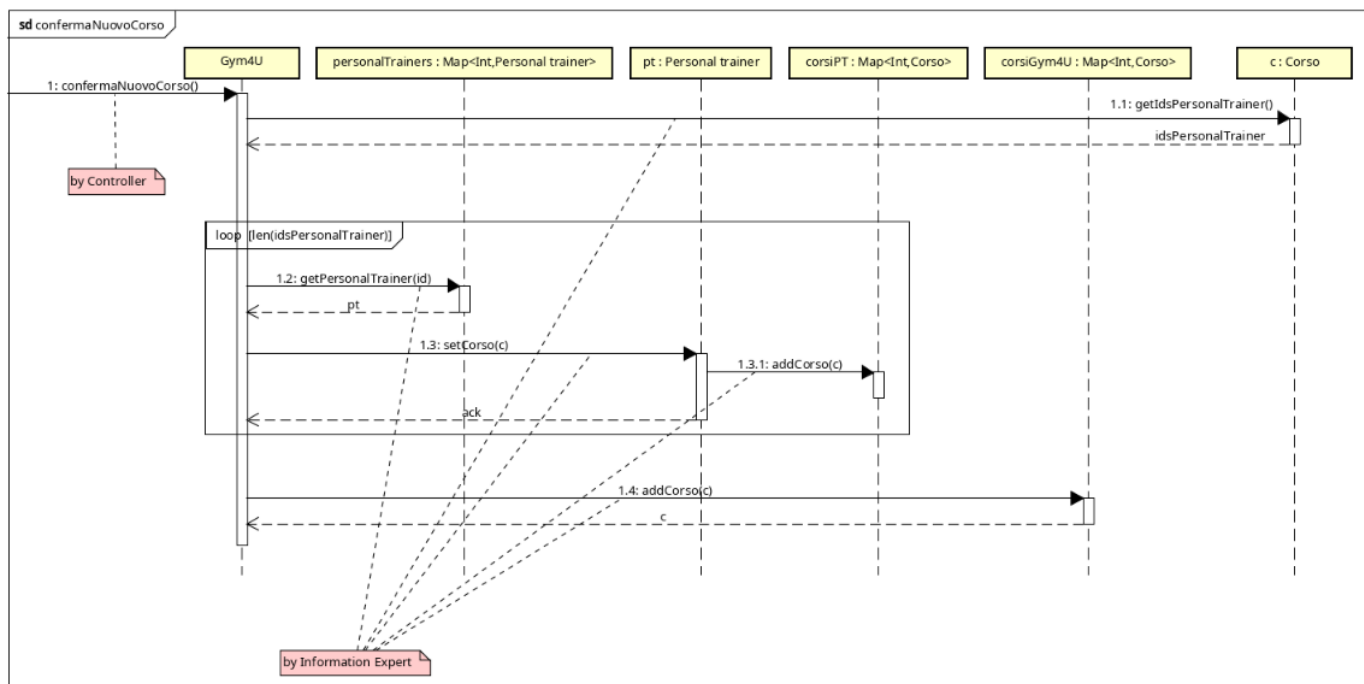 sd confermaNuovoCorso
Gym4U
personalTrainers : Map<Int,Personal trainer>
pt : Personal trainer
corsiPT : Map<Int,Corso>
corsiGym4U : Map<Int,Corso>
c : Corso
1: confermaNuovoCorso()
1.1: getIdsPersonalTrainer()
idsPersonalTrainer
by Controller
loop [len(idsPersonalTrainer)]
1.2: getPersonalTrainer(id)
pt
1.3: setCorso(c)
1.3.1: addCorso(c)
ack
1.4: addCorso(c)
c
by Information Expert